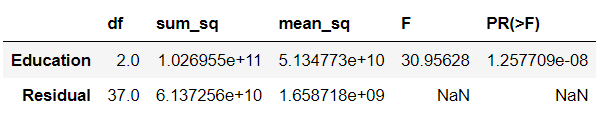 df sum_sq mean_sq F PR(>F)
Education 2.0 1.026955e+11 5.134773e+10 30.95628 1.257709e-08
Residual 37.0 6.137256e+10 1.658718e+09 NaN NaN